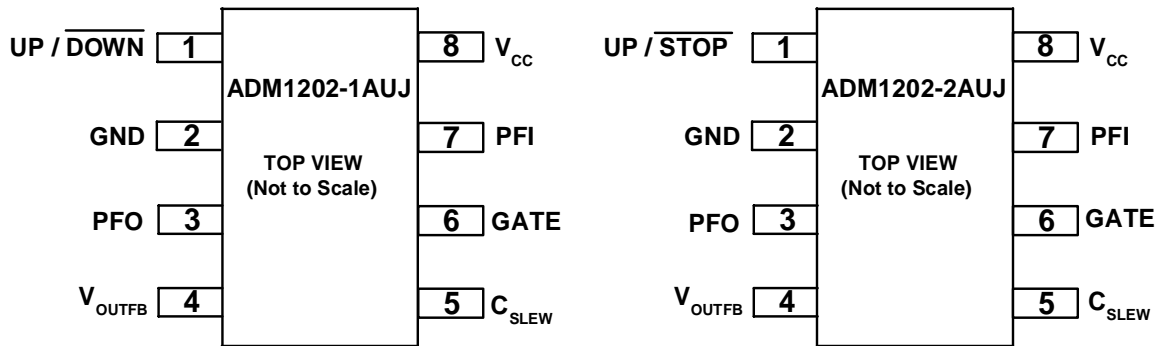 UP / DOWN 1 8 VCC
ADM1202-1AUJ
GND 2 7 PFI
TOP VIEW
(Not to Scale)
PFO 3 6 GATE
VOUTFB 4 5 CSLEW
UP / STOP 1 8 VCC
ADM1202-2AUJ
GND 2 7 PFI
TOP VIEW
(Not to Scale)
PFO 3 6 GATE
VOUTFB 4 5 CSLEW